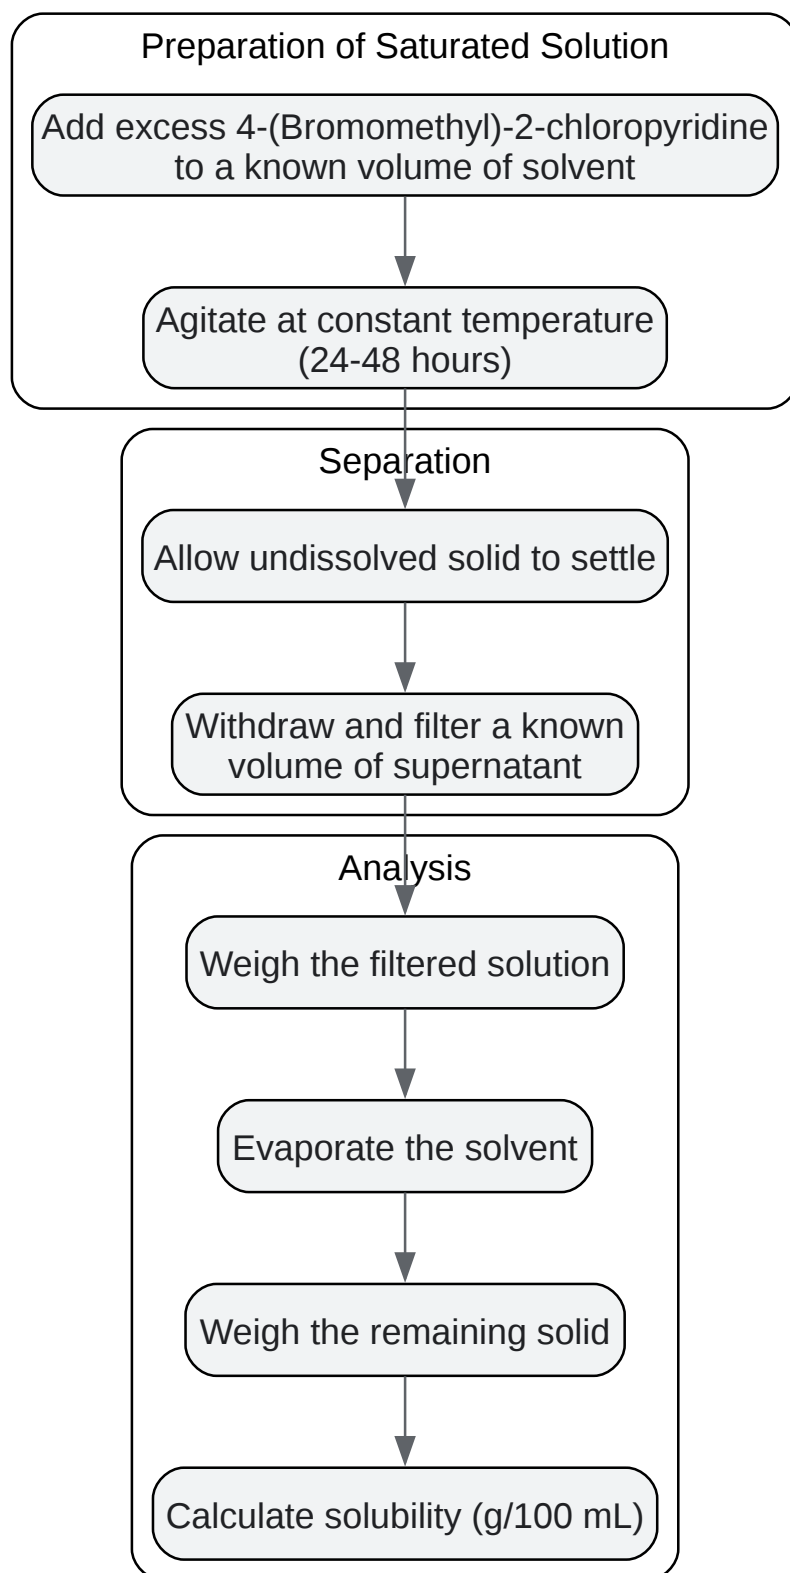 Preparation of Saturated Solution
Add excess 4-(Bromomethyl)-2-chloropyridine
to a known volume of solvent
Agitate at constant temperature
(24-48 hours)
Separation
Allow undissolved solid to settle
Withdraw and filter a known
volume of supernatant
Analysis
Weigh the filtered solution
Evaporate the solvent
Weigh the remaining solid
Calculate solubility (g/100 mL)